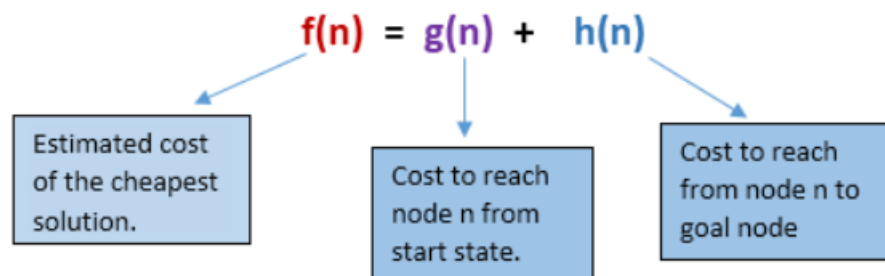 f(n) = g(n) + h(n)
Estimated cost
of the cheapest
solution.
Cost to reach
node n from
start state.
Cost to reach
from node n to
goal node